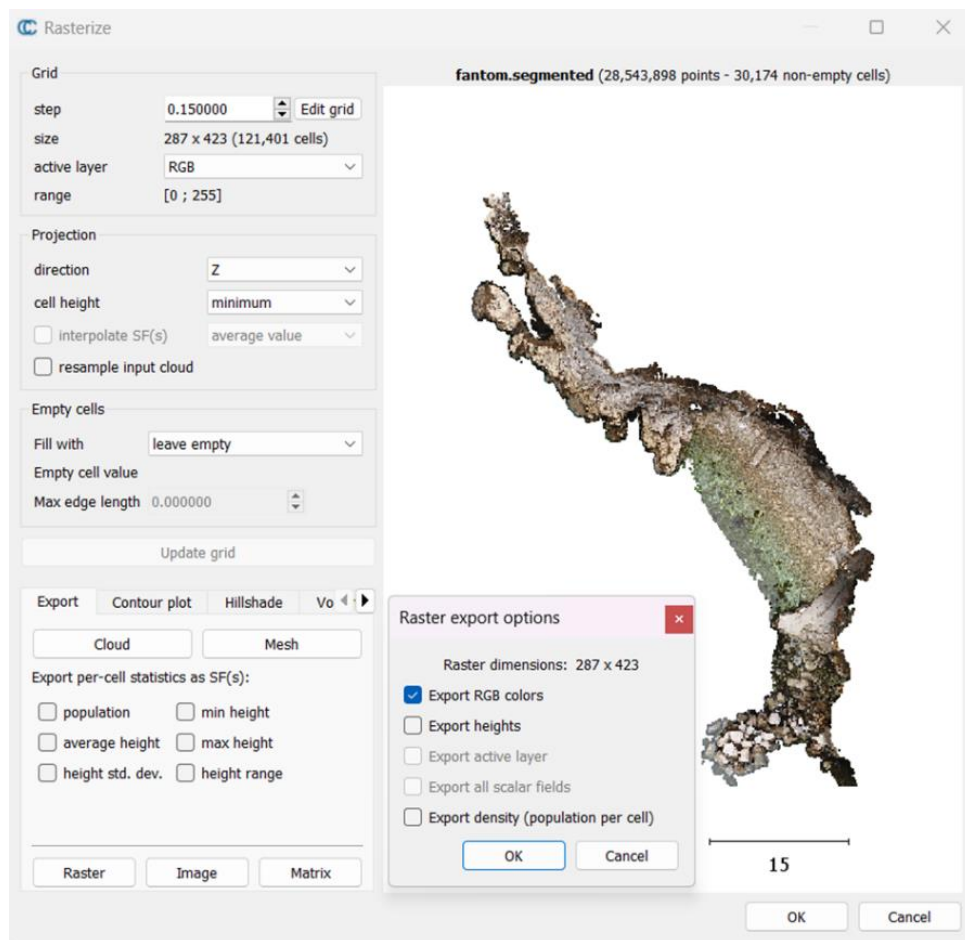 Rasterize
Grid
step 0.150000 Edit grid
size 287 x 423 (121,401 cells)
active layer RGB
range [0 ; 255]
Projection
direction Z
cell height minimum
interpolate SF(s) average value
resample input cloud
Empty cells
Fill with leave empty
Empty cell value
Max edge length 0.000000
Update grid
Export Contour plot Hillshade Vo
Cloud Mesh
Export per-cell statistics as SF(s):
population min height
average height max height
height std. dev. height range
Raster Image Matrix
fantom.segmented (28,543,898 points - 30,174 non-empty cells)
Raster export options
Raster dimensions: 287 x 423
Export RGB colors
Export heights
Export active layer
Export all scalar fields
Export density (population per cell)
OK Cancel
15
OK Cancel